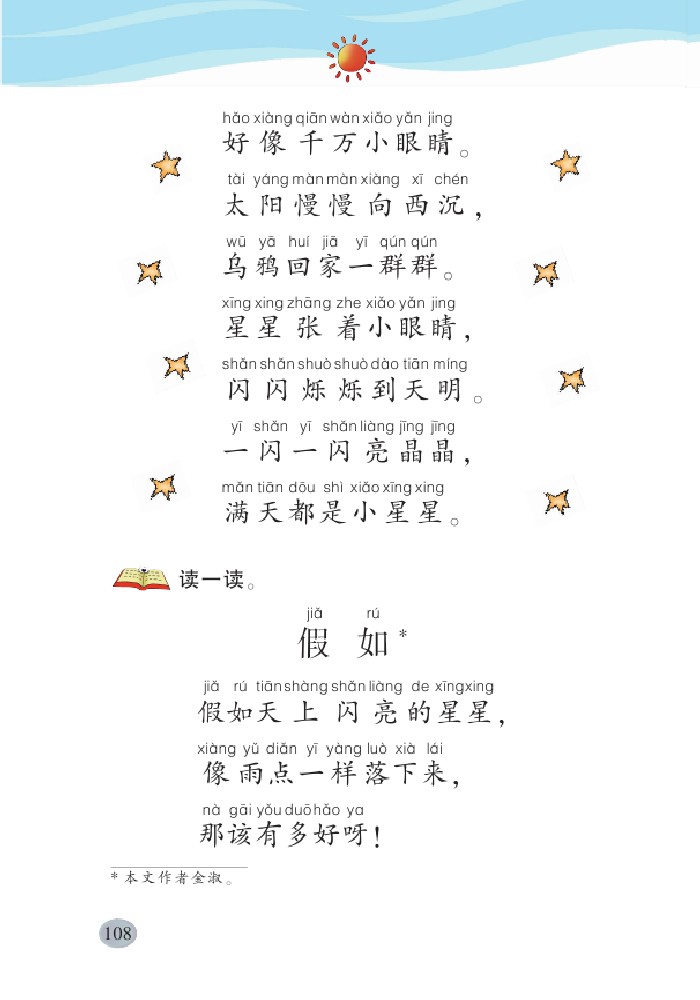 hǎo xiàng qiān wàn xiǎo yǎn jing
好像千万小眼睛。
tài yáng màn màn xiàng xī chén
太阳慢慢向西沉，
wū yā huí jiā yī qún qún
乌鸦回家一群群。
xīng xing zhāng zhe xiǎo yǎn jing
星星张着小眼睛，
shǎn shǎn shuò shuò dào tiān míng
闪闪烁烁到天明。
yī shǎn yī shǎn liàng jīng jīng
一闪一闪亮晶晶，
mǎn tiān dōu shì xiǎo xīng xing
满天都是小星星。
读一读。
jiǎ rú
假如*
jiǎ rú tiān shàng shǎn liàng de xīng xing
假如天上闪亮的星星，
xiàng yǔ diǎn yī yàng luò xià lái
像雨点一样落下来，
nà gāi yǒu duō hǎo ya
那该有多好呀！
* 本文作者金淑。
108